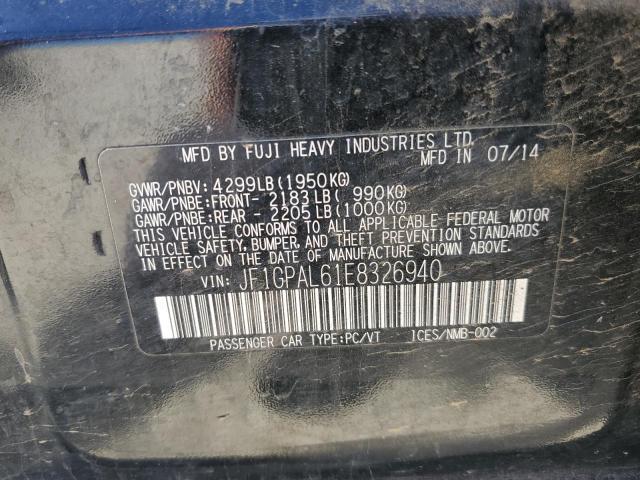 MFD BY FUJI HEAVY INDUSTRIES LTD.
MFD IN 07/14
GVWR/PNBV: 4299LB(1950KG)
GAWR/PNBE:FRONT- 2183LB( 990KG)
GAWR/PNBE:REAR - 2205LB(1000KG)
THIS VEHICLE CONFORMS TO ALL APPLICABLE FEDERAL MOTOR
VEHICLE SAFETY, BUMPER, AND THEFT PREVENTION STANDARDS
IN EFFECT ON THE DATE OF MANUFACTURE SHOWN ABOVE.
VIN: JF1GPAL61E8326940
PASSENGER CAR TYPE:PC/VT ICES/NMB-002